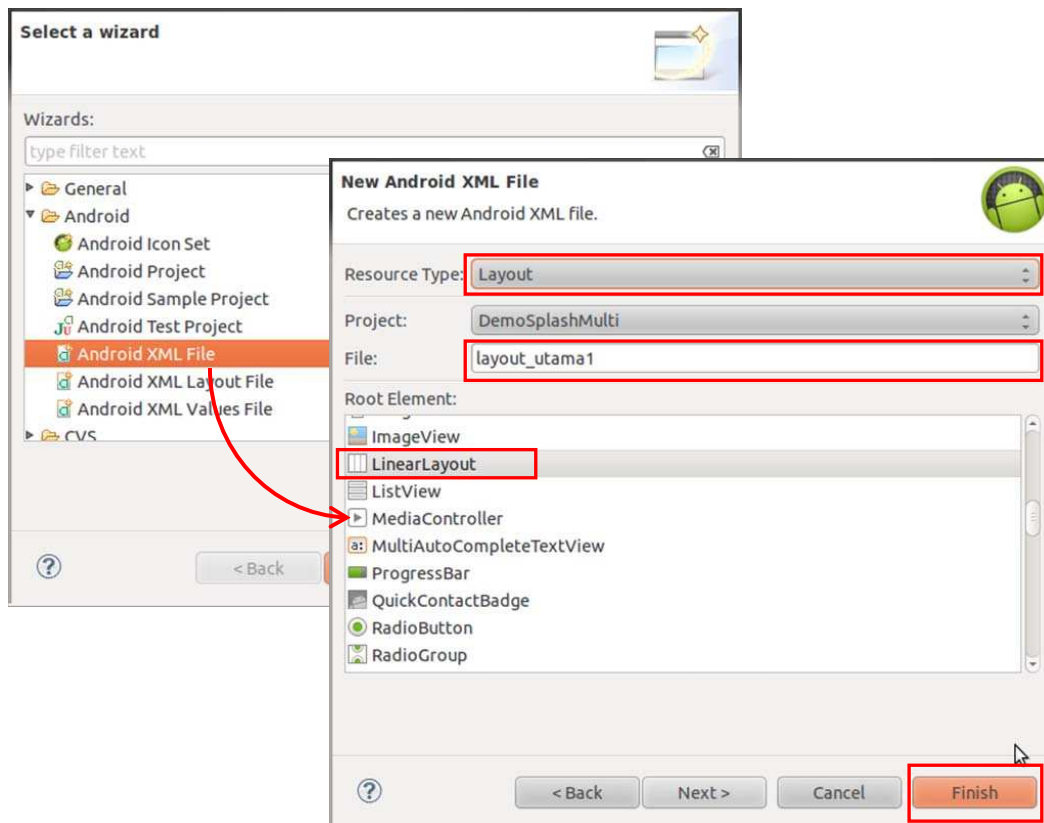 Select a wizard
Wizards:
type filter text
General
Android
Android Icon Set
Android Project
Android Sample Project
Android Test Project
Android XML File
Android XML Layout File
Android XML Values File
CVS
< Back
New Android XML File
Creates a new Android XML file.
Resource Type: Layout
Project: DemoSplashMulti
File: layout_utama1
Root Element:
ImageView
LinearLayout
ListView
MediaController
MultiAutoCompleteTextView
ProgressBar
QuickContactBadge
RadioButton
RadioGroup
< Back Next > Cancel Finish